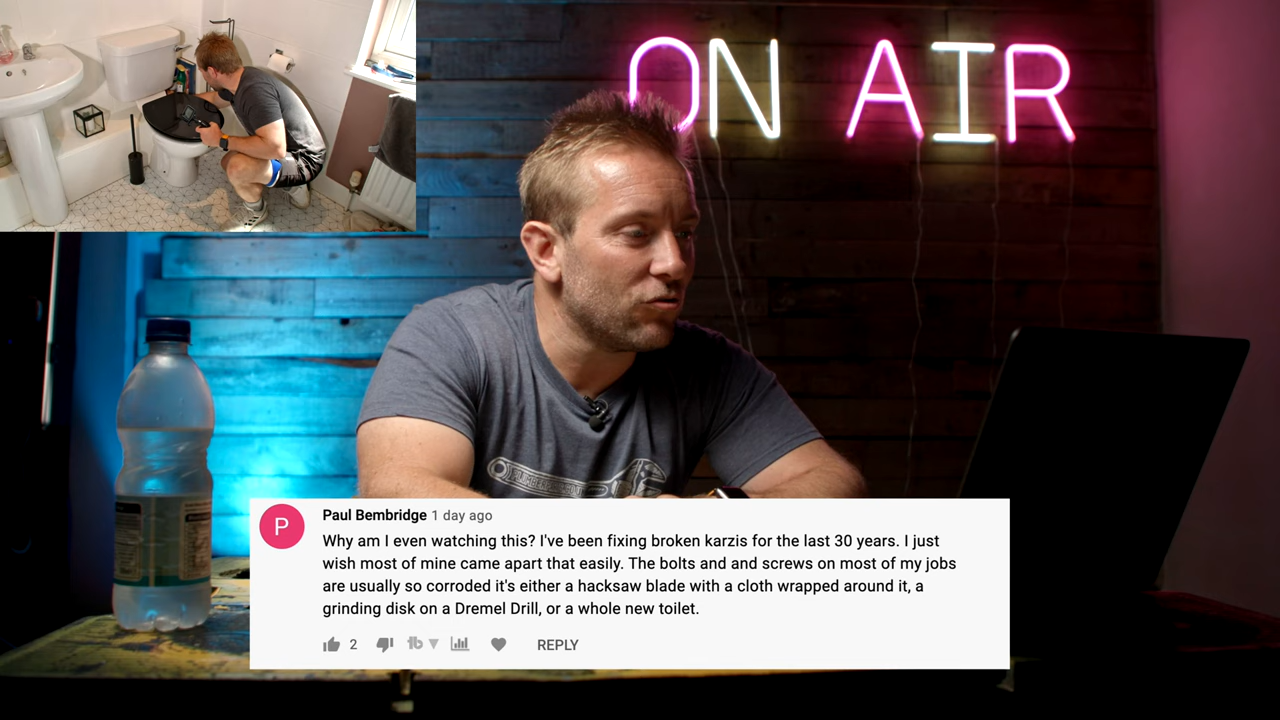 ON AIR
Paul Bembridge 1 day ago
Why am I even watching this? I've been fixing broken karzis for the last 30 years. I just
wish most of mine came apart that easily. The bolts and and screws on most of my jobs
are usually so corroded it's either a hacksaw blade with a cloth wrapped around it, a
grinding disk on a Dremel Drill, or a whole new toilet.
2 REPLY
P